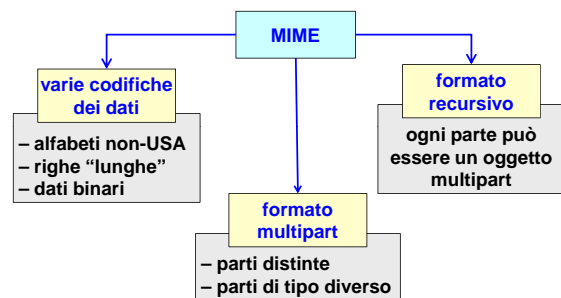 MIME
varie codifiche
dei dati
– alfabeti non-USA
– righe “lunghe”
– dati binari
formato
multipart
– parti distinte
– parti di tipo diverso
formato
recursivo
ogni parte può
essere un oggetto
multipart